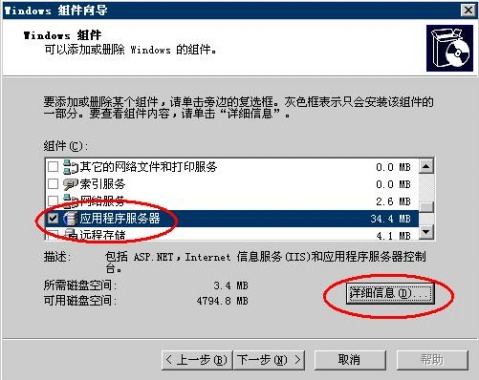 Windows 组件向导
Windows 组件
可以添加或删除 Windows 的组件。
要添加或删除某个组件，请单击旁边的复选框。灰色框表示只会安装该组件的
一部分。要查看组件内容，请单击“详细信息”。
组件(C):
其它的网络文件和打印服务 0.0 MB
索引服务 0.0 MB
网络服务 2.6 MB
应用程序服务器 34.4 MB
远程存储 4.1 MB
描述: 包括 ASP.NET，Internet 信息服务(IIS)和应用程序服务器控制
台。
所需磁盘空间: 3.4 MB
可用磁盘空间: 4794.8 MB
详细信息(D)...
< 上一步(B) 下一步(N) > 取消 帮助